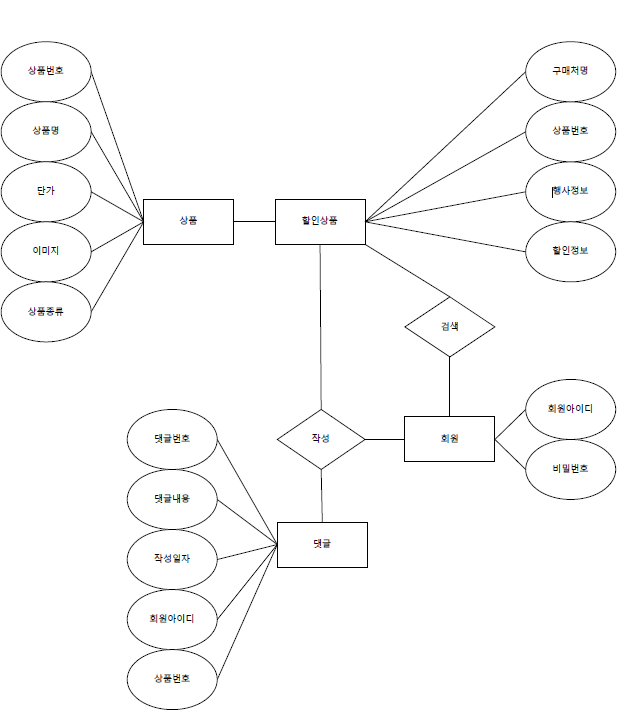 상품번호
상품명
단가
이미지
상품종류
상품
할인상품
구매처명
상품번호
행사정보
할인정보
검색
회원
회원아이디
비밀번호
작성
댓글
댓글번호
댓글내용
작성일자
회원아이디
상품번호